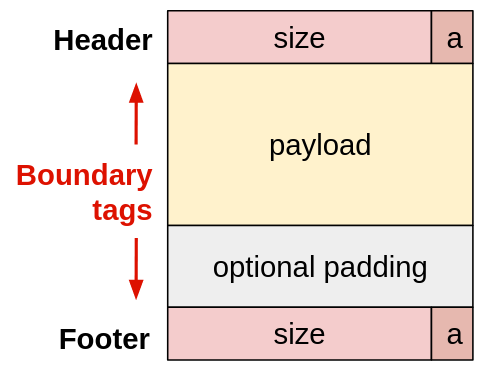 Header
size
a
payload
Boundary
tags
optional padding
Footer
size
a